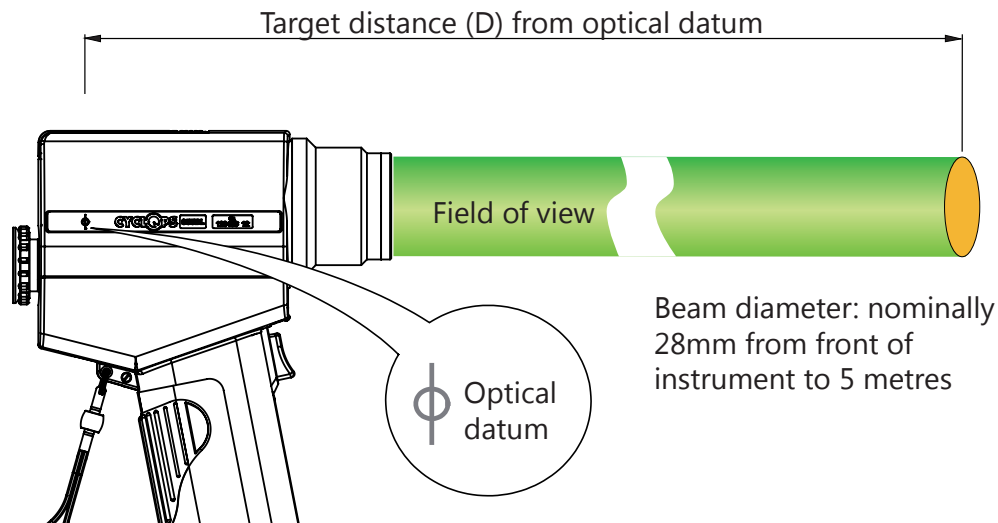 Target distance (D) from optical datum
CYCLOPS
Field of view
Optical
datum
Beam diameter: nominally
28mm from front of
instrument to 5 metres